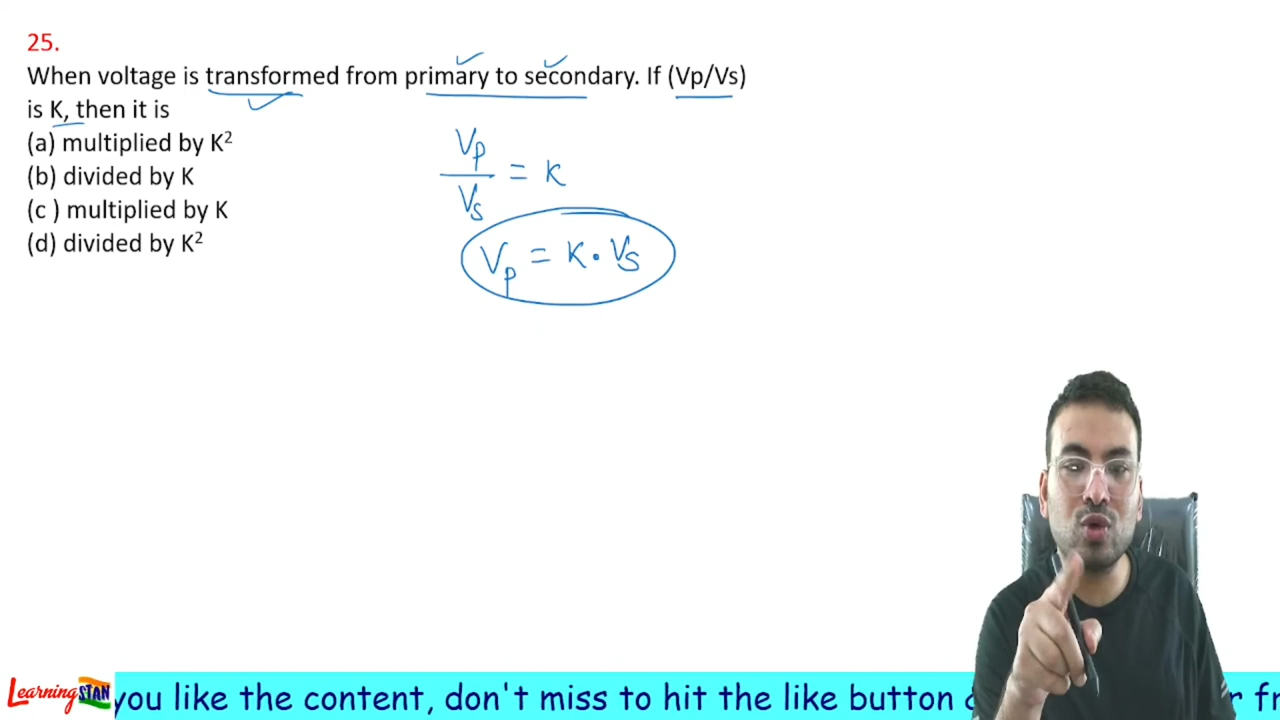 25.
When voltage is transformed from primary to secondary. If (Vp/Vs)
is K, then it is
(a) multiplied by K²
(b) divided by K
(c ) multiplied by K
(d) divided by K²
Vp/Vs = K
Vp = K · Vs
Learning STAN
you like the content, don't miss to hit the like button